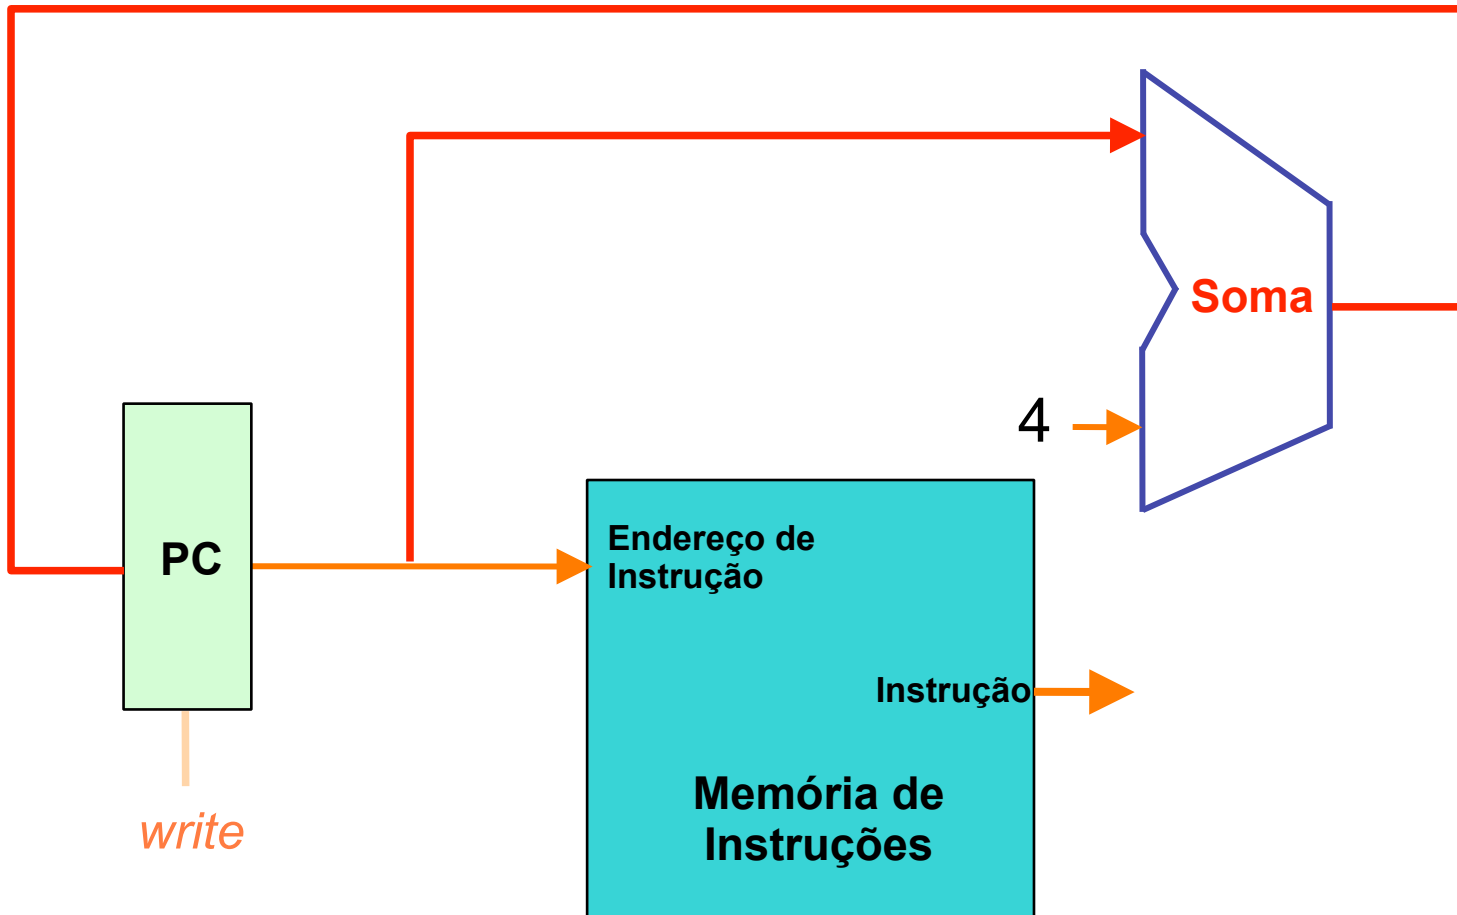 Soma
4
PC
Endereço de
Instrução
Instrução
Memória de
Instruções
write